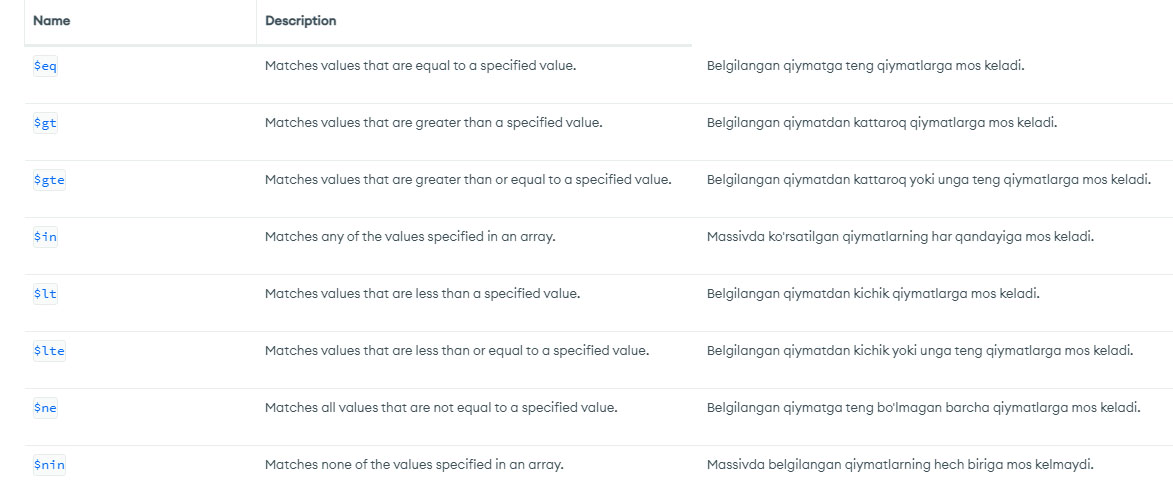 Name Description
$eq Matches values that are equal to a specified value. Belgilangan qiymatga teng qiymatlarga mos keladi.
$gt Matches values that are greater than a specified value. Belgilangan qiymatdan kattaroq qiymatlarga mos keladi.
$gte Matches values that are greater than or equal to a specified value. Belgilangan qiymatdan kattaroq yoki unga teng qiymatlarga mos keladi.
$in Matches any of the values specified in an array. Massivda ko'rsatilgan qiymatlarning har qandayiga mos keladi.
$lt Matches values that are less than a specified value. Belgilangan qiymatdan kichik qiymatlarga mos keladi.
$lte Matches values that are less than or equal to a specified value. Belgilangan qiymatdan kichik yoki unga teng qiymatlarga mos keladi.
$ne Matches all values that are not equal to a specified value. Belgilangan qiymatga teng bo'lmagan barcha qiymatlarga mos keladi.
$nin Matches none of the values specified in an array. Massivda belgilangan qiymatlarning hech biriga mos kelmaydi.